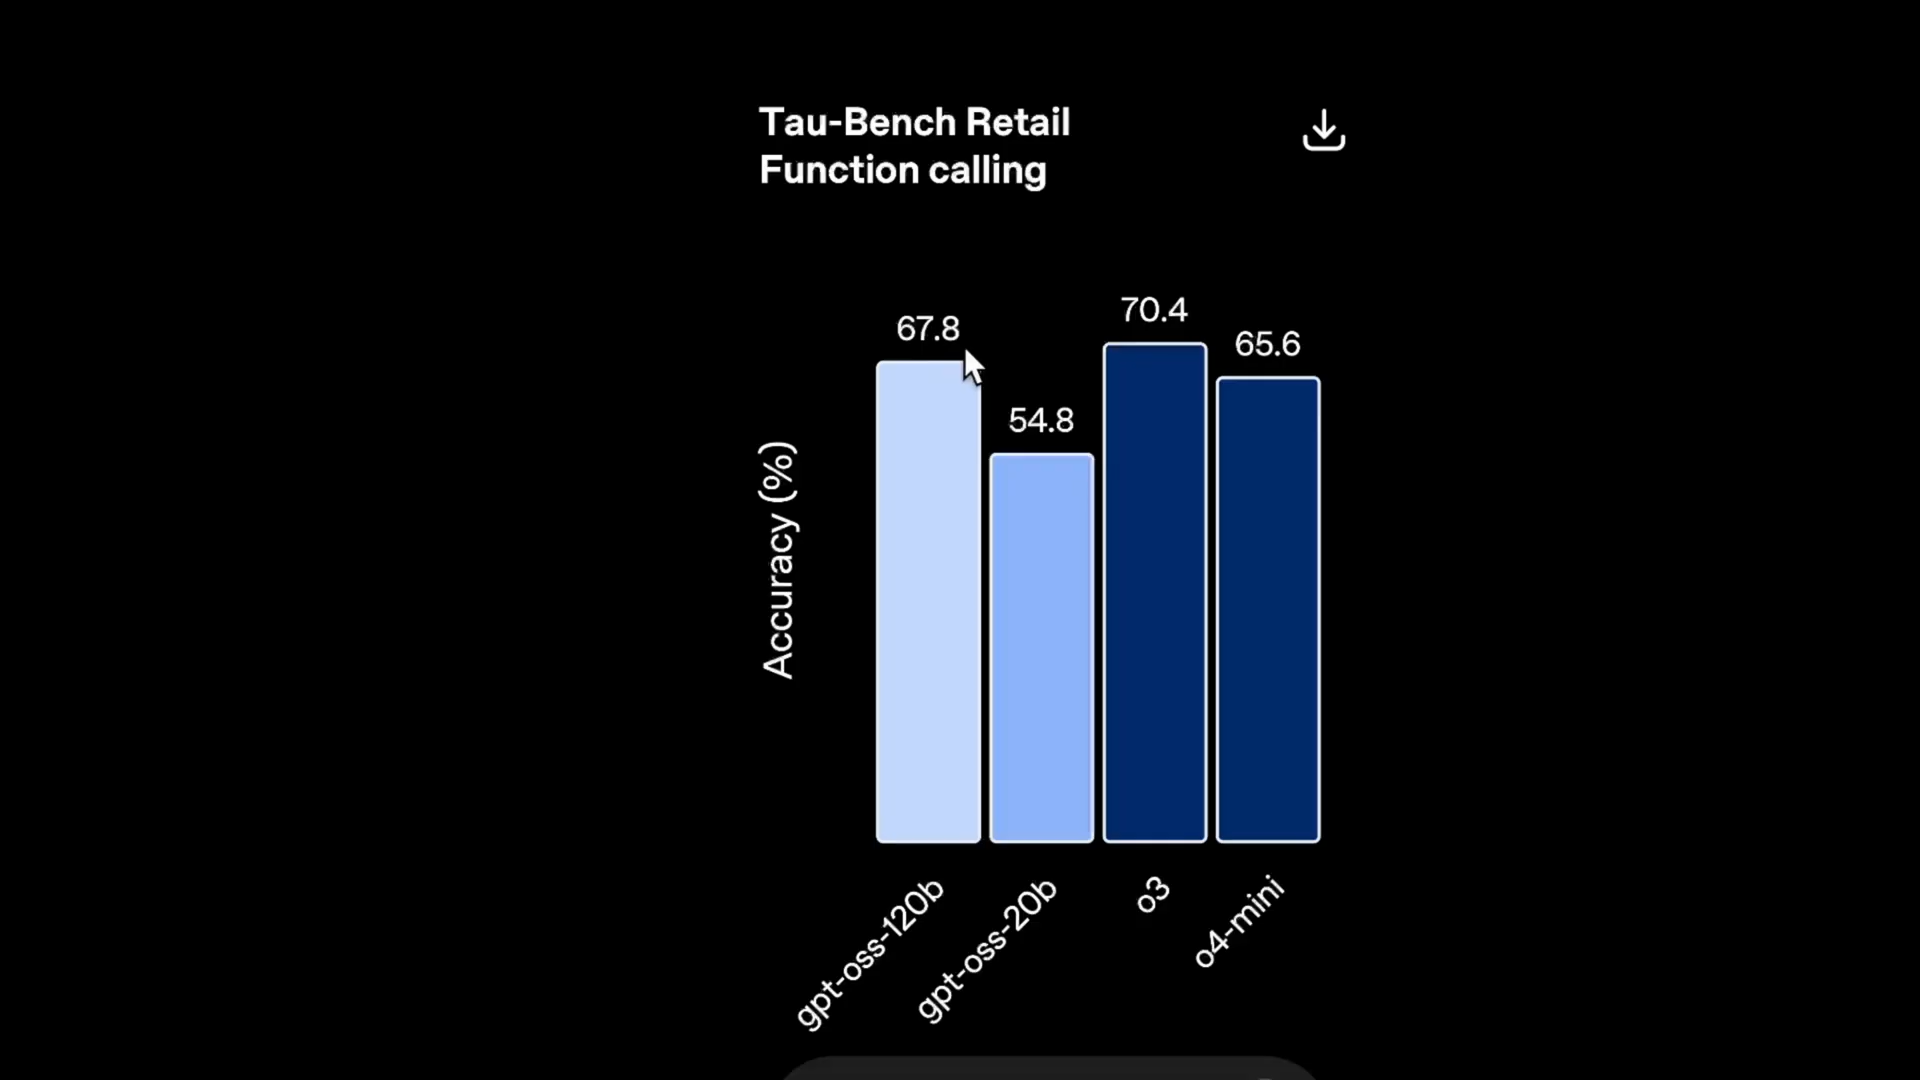 Tau-Bench Retail
Function calling
67.8
54.8
70.4
65.6
Accuracy (%)
gpt-oss-120b
gpt-oss-20b
o3
o4-mini